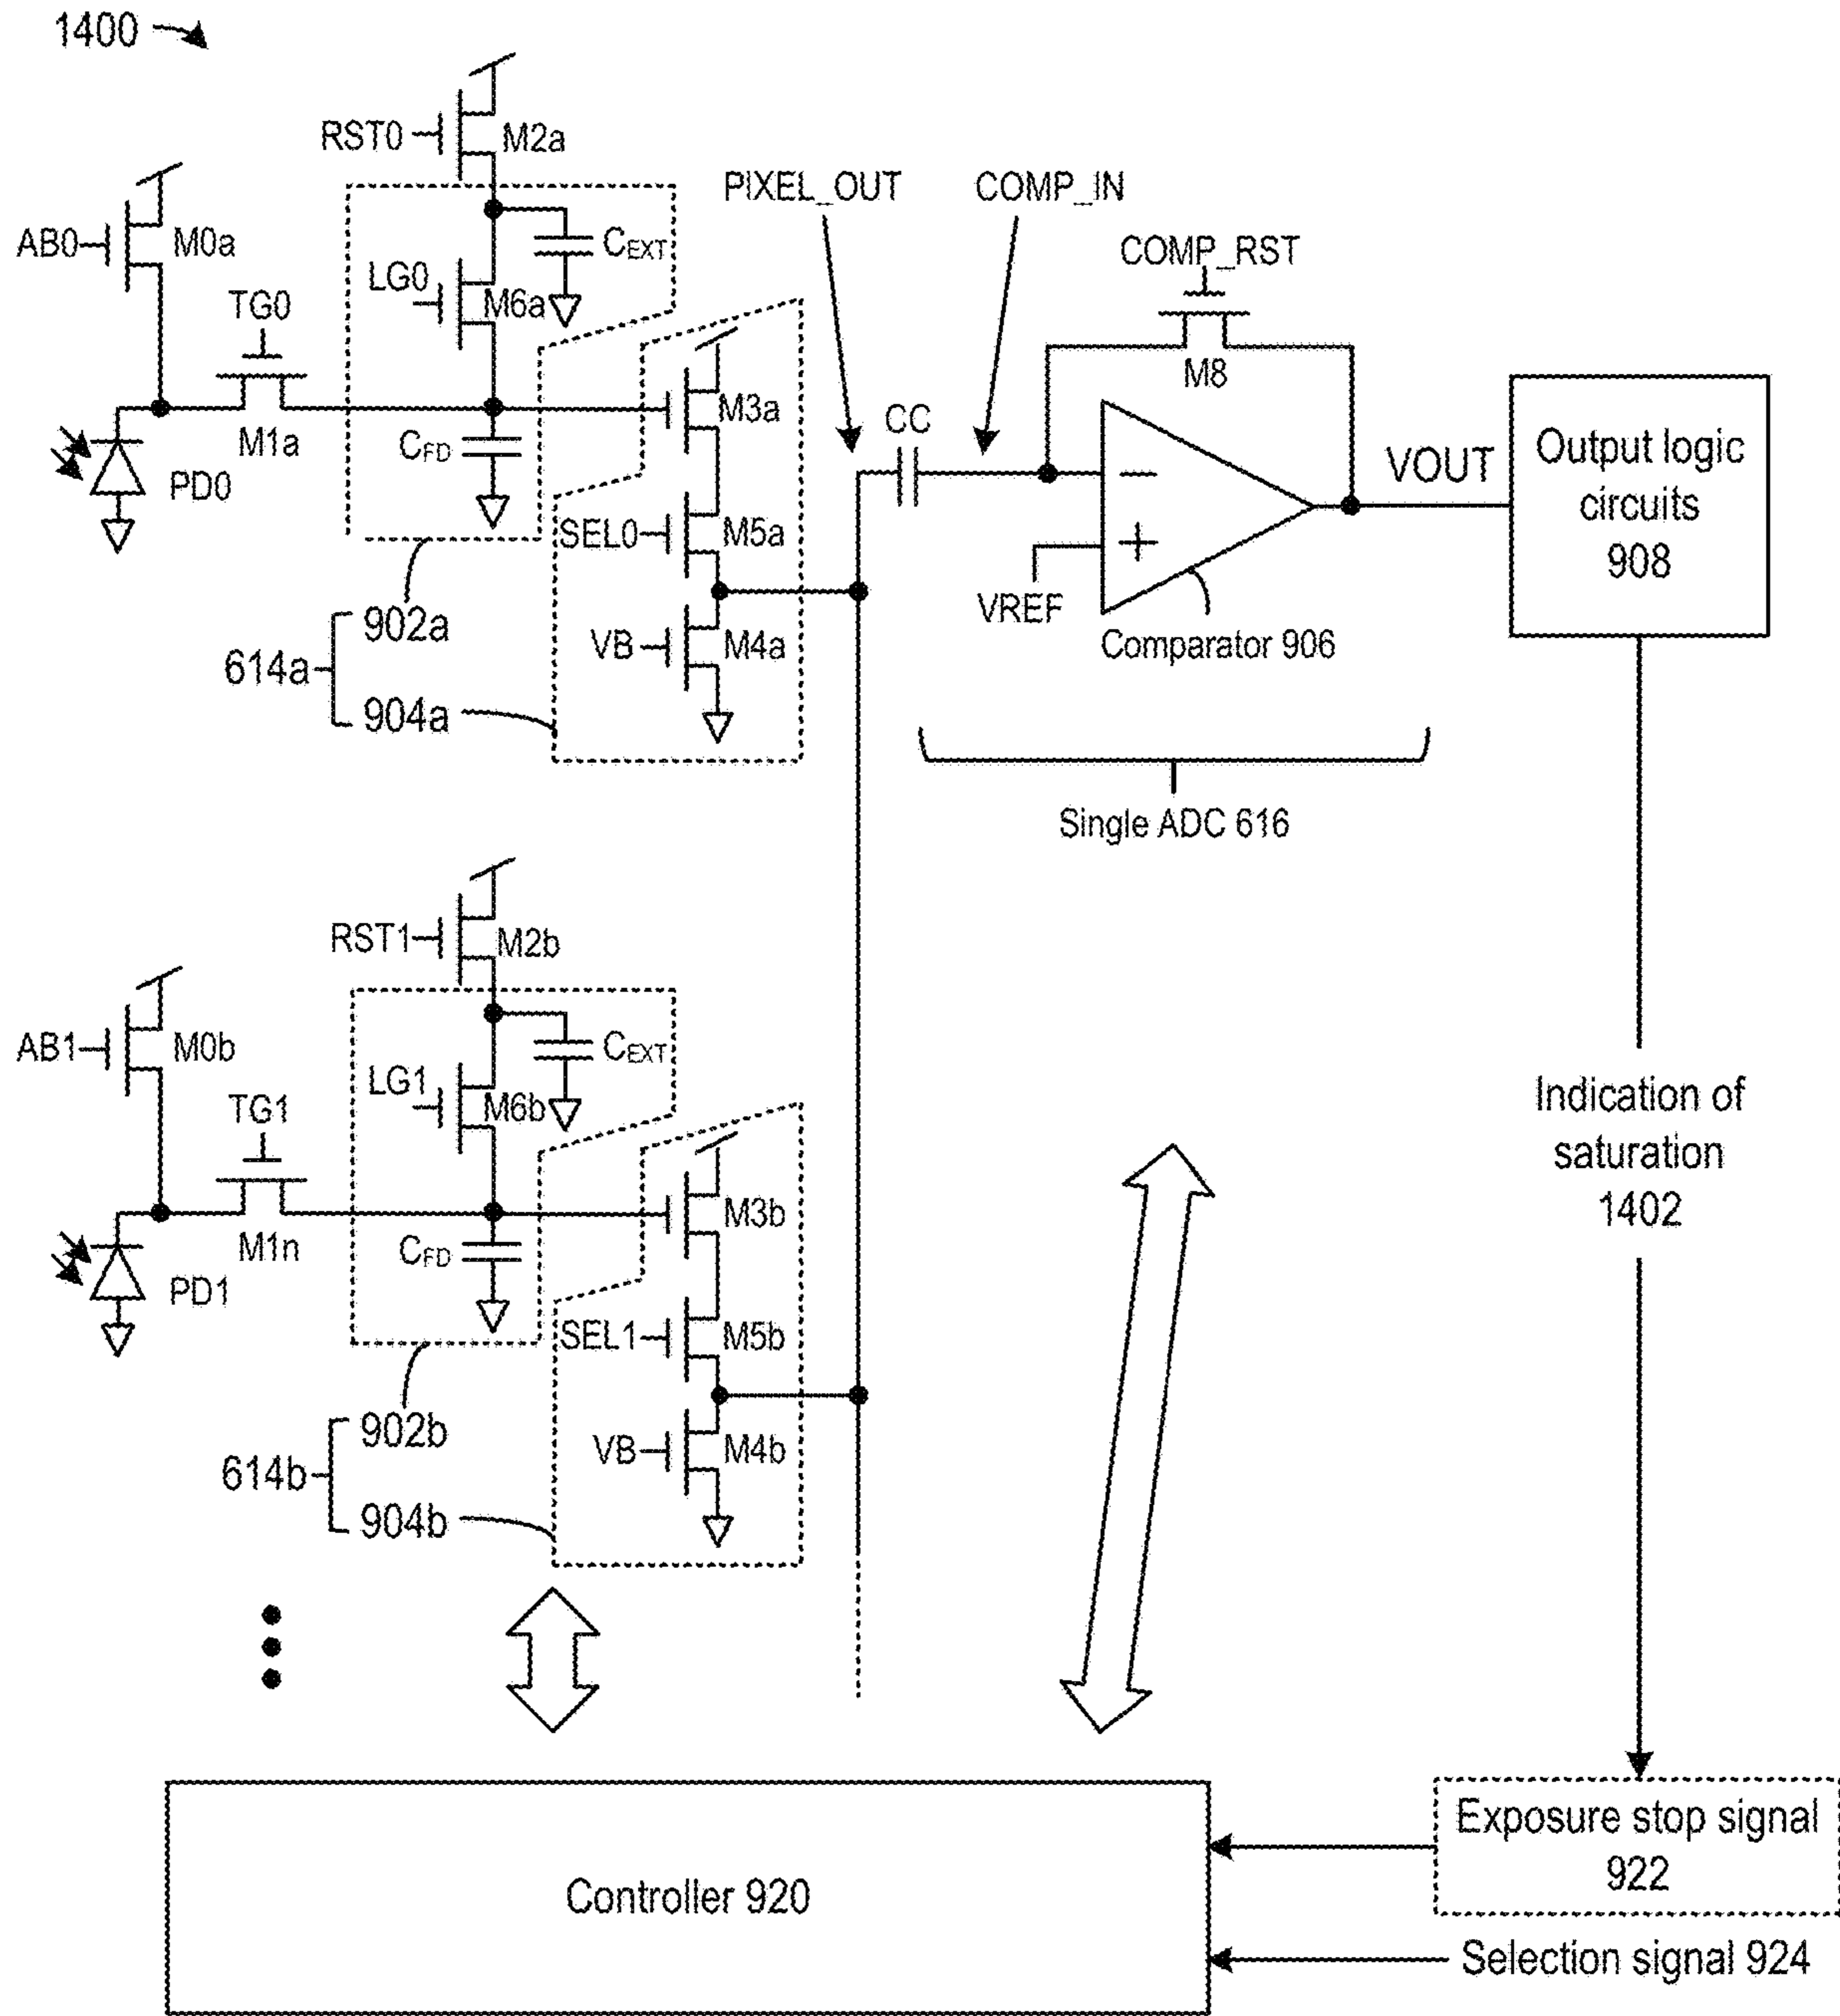 1400
RST0
M2a
AB0
M0a
CEXT
LG0
M6a
TG0
M1a
PD0
CFD
M3a
SEL0
M5a
VB
M4a
902a
614a
904a
PIXEL_OUT
COMP_IN
COMP_RST
M8
CC
−
+
VREF
Comparator 906
VOUT
Output logic
circuits
908
Single ADC 616
RST1
M2b
AB1
M0b
CEXT
LG1
M6b
TG1
M1n
PD1
CFD
M3b
SEL1
M5b
VB
M4b
902b
614b
904b
Indication of
saturation
1402
Exposure stop signal
922
Controller 920
Selection signal 924